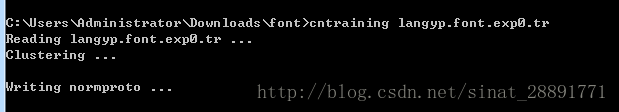 C:\Users\Administrator\Downloads\font>cntraining langyp.font.exp0.tr
Reading langyp.font.exp0.tr ...
Clustering ...
Writing normproto ...
http://blog.csdn.net/sinat_28891771